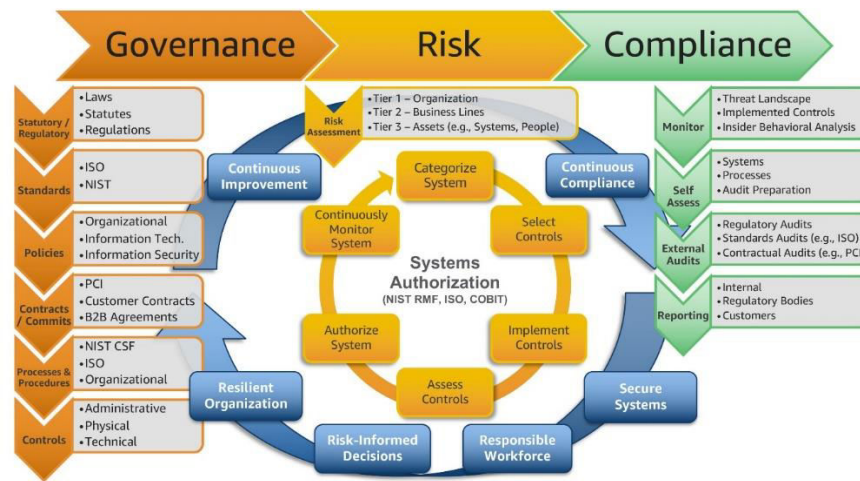 Governance
Risk
Compliance
Statutory /
Regulatory
• Laws
• Statutes
• Regulations
Standards
• ISO
• NIST
Policies
• Organizational
• Information Tech.
• Information Security
Contracts
/ Commits
• PCI
• Customer Contracts
• B2B Agreements
Processes &
Procedures
• NIST CSF
• ISO
• Organizational
Controls
• Administrative
• Physical
• Technical
Risk
Assessment
• Tier 1 – Organization
• Tier 2 – Business Lines
• Tier 3 – Assets (e.g., Systems, People)
Continuous
Improvement
Continuous
Compliance
Categorize
System
Select
Controls
Implement
Controls
Assess
Controls
Authorize
System
Continuously
Monitor
System
Systems
Authorization
(NIST RMF, ISO, COBIT)
Resilient
Organization
Risk-Informed
Decisions
Responsible
Workforce
Secure
Systems
Monitor
• Threat Landscape
• Implemented Controls
• Insider Behavioral Analysis
Self
Assess
• Systems
• Processes
• Audit Preparation
External
Audits
• Regulatory Audits
• Standards Audits (e.g., ISO)
• Contractual Audits (e.g., PC
Reporting
• Internal
• Regulatory Bodies
• Customers